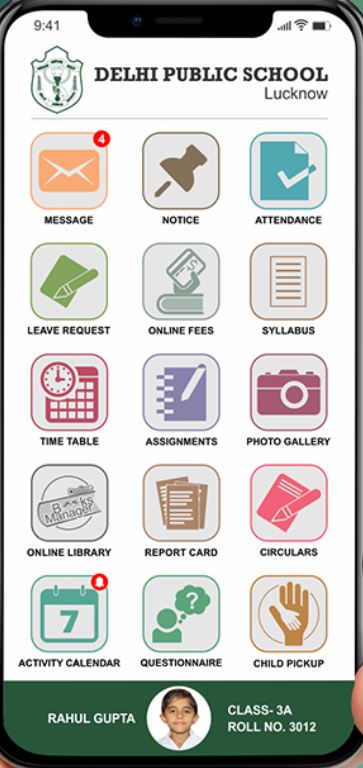 9:41
DELHI PUBLIC SCHOOL
Lucknow
4
MESSAGE
NOTICE
ATTENDANCE
LEAVE REQUEST
ONLINE FEES
SYLLABUS
TIME TABLE
ASSIGNMENTS
PHOTO GALLERY
Books
Manager
ONLINE LIBRARY
REPORT CARD
CIRCULARS
7
ACTIVITY CALENDAR
?
QUESTIONNAIRE
CHILD PICKUP
RAHUL GUPTA
CLASS- 3A
ROLL NO. 3012